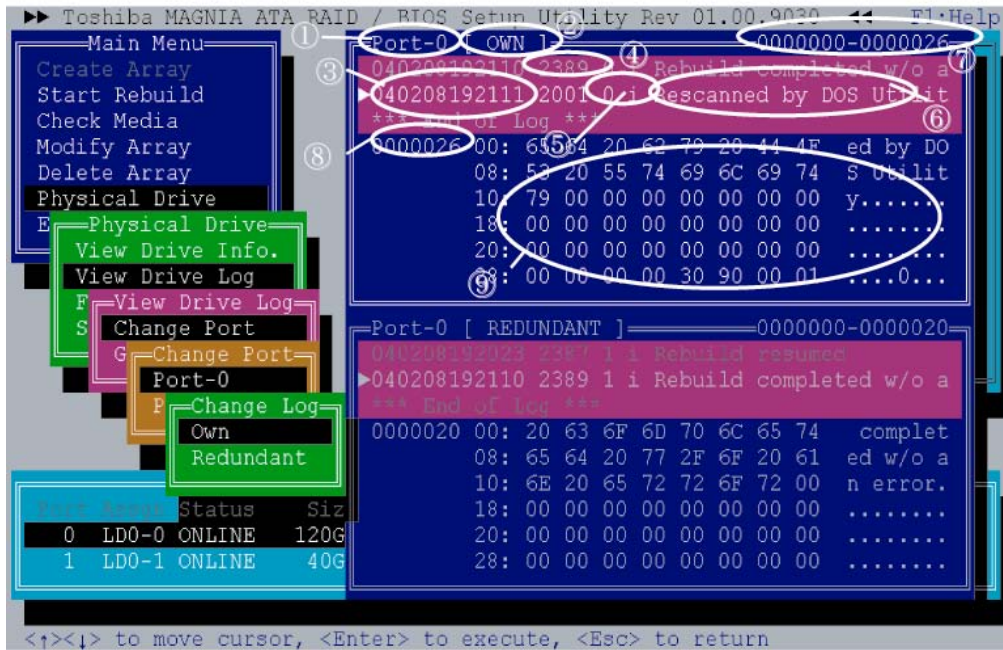 ▶▶ Toshiba MAGNIA ATA RAID / BIOS Setup Utility Rev 01.00.9030 ◀◀ F1:Help
Main Menu
Create Array
Start Rebuild
Check Media
Modify Array
Delete Array
Physical Drive
E
Physical Drive
View Drive Info.
View Drive Log
F
S
View Drive Log
Change Port
G
Change Port
Port-0
P
Change Log
Own
Redundant
Status Siz
0 LD0-0 ONLINE 120G
1 LD0-1 ONLINE 40G
① ② ③ ④ ⑤ ⑥ ⑦ ⑧ ⑨
Port-0 [ OWN ] 0000000-0000026
040208192110 2389 i Rebuild completed w/o a
▶040208192111 2001 0 i Rescanned by DOS Utilit
*** End of Log ***
0000026 00: 65 64 20 62 79 20 44 4F ed by DO
08: 53 20 55 74 69 6C 69 74 S Utilit
10: 79 00 00 00 00 00 00 00 y.......
18: 00 00 00 00 00 00 00 00 ........
20: 00 00 00 00 00 00 00 00 ........
00 00 00 00 30 90 00 01 ....0...
Port-0 [ REDUNDANT ] 0000000-0000020
040208192023 2387 1 i Rebuild resumed
▶040208192110 2389 1 i Rebuild completed w/o a
*** End of Log ***
0000020 00: 20 63 6F 6D 70 6C 65 74 complet
08: 65 64 20 77 2F 6F 20 61 ed w/o a
10: 6E 20 65 72 72 6F 72 00 n error.
18: 00 00 00 00 00 00 00 00 ........
20: 00 00 00 00 00 00 00 00 ........
28: 00 00 00 00 00 00 00 00 ........
<↑><↓> to move cursor, <Enter> to execute, <Esc> to return